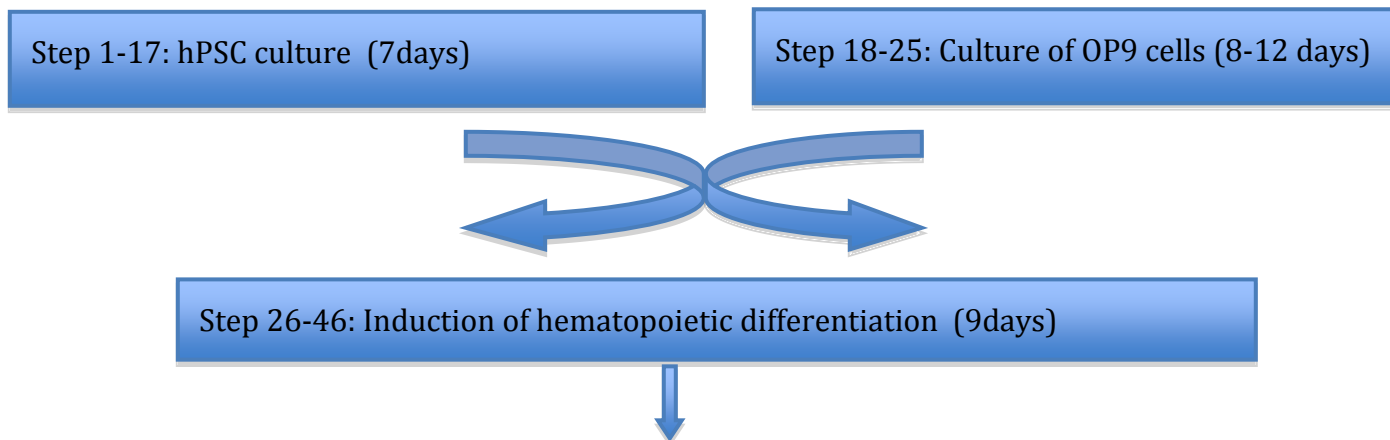 Step 1-17: hPSC culture  (7days)
Step 18-25: Culture of OP9 cells (8-12 days)
Step 26-46: Induction of hematopoietic differentiation  (9days)